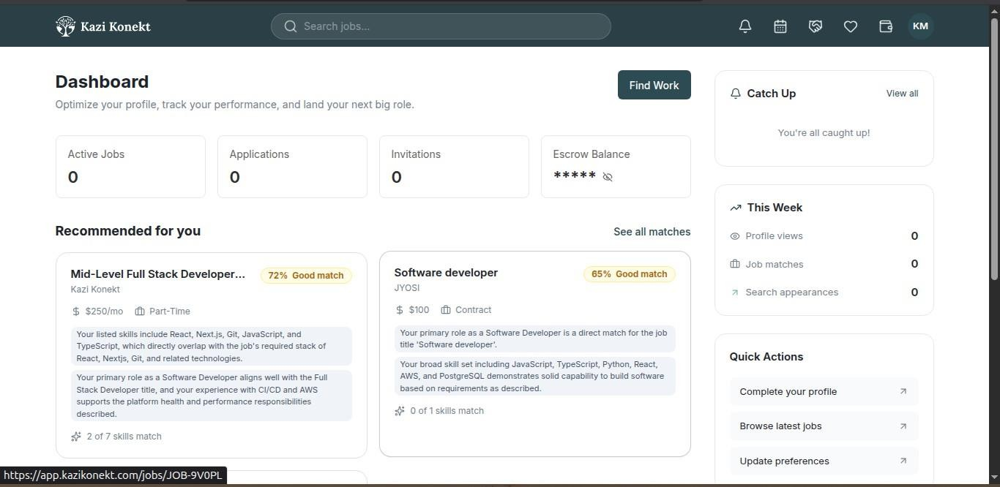 Kazi Konekt
Search jobs...
KM
Dashboard
Optimize your profile, track your performance, and land your next big role.
Find Work
Active Jobs
0
Applications
0
Invitations
0
Escrow Balance
*****
Recommended for you
See all matches
Mid-Level Full Stack Developer...
72% Good match
Kazi Konekt
$250/mo
Part-Time
Your listed skills include React, Next.js, Git, JavaScript, and
TypeScript, which directly overlap with the job's required stack of
React, Nextjs, Git, and related technologies.
Your primary role as a Software Developer aligns well with the Full
Stack Developer title, and your experience with CI/CD and AWS
supports the platform health and performance responsibilities
described.
2 of 7 skills match
Software developer
65% Good match
JYOSI
$100
Contract
Your primary role as a Software Developer is a direct match for the job
title 'Software developer'.
Your broad skill set including JavaScript, TypeScript, Python, React,
AWS, and PostgreSQL demonstrates solid capability to build software
based on requirements as described.
0 of 1 skills match
Catch Up
View all
You're all caught up!
This Week
Profile views
0
Job matches
0
Search appearances
0
Quick Actions
Complete your profile
Browse latest jobs
Update preferences
https://app.kazikonekt.com/jobs/JOB-9V0PL